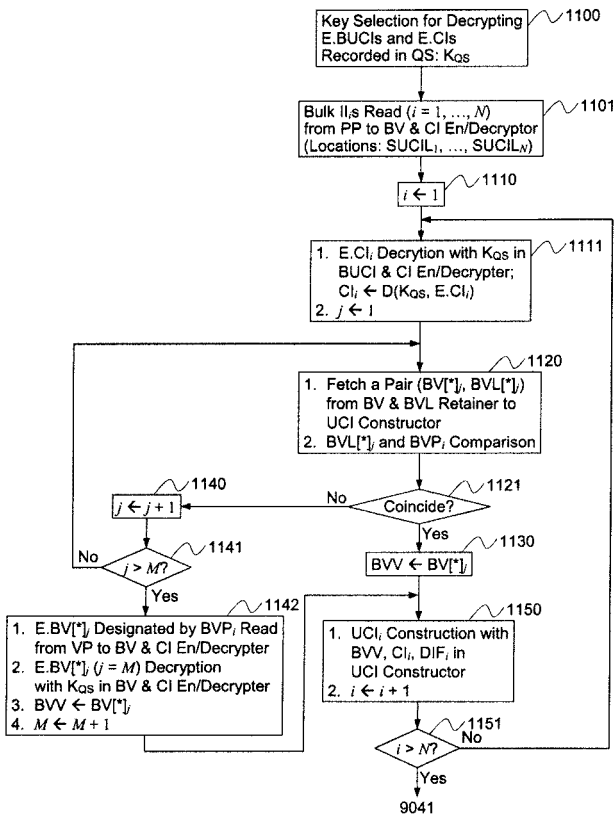 1100
Key Selection for Decrypting
E.BUCIs and E.CIs
Recorded in QS: KQS
1101
Bulk IIis Read (i = 1, ..., N)
from PP to BV & CI En/Decryptor
(Locations: SUCIL1, ..., SUCILN)
1110
i ← 1
1111
1. E.CIi Decrytion with KQS in
BUCI & CI En/Decrypter;
CIi ← D(KQS, E.CIi)
2. j ← 1
1120
1. Fetch a Pair (BV[*]j, BVL[*]j)
from BV & BVL Retainer to
UCI Constructor
2. BVL[*]j and BVPi Comparison
1121
Coincide?
No
Yes
1140
j ← j + 1
1141
j > M?
No
Yes
1130
BVV ← BV[*]j
1142
1. E.BV[*]j Designated by BVPi Read
from VP to BV & CI En/Decrypter
2. E.BV[*]j (j = M) Decryption
with KQS in BV & CI En/Decrypter
3. BVV ← BV[*]j
4. M ← M + 1
1150
1. UCIi Construction with
BVV, CIi, DIFi in
UCI Constructor
2. i ← i + 1
1151
i > N?
No
Yes
9041